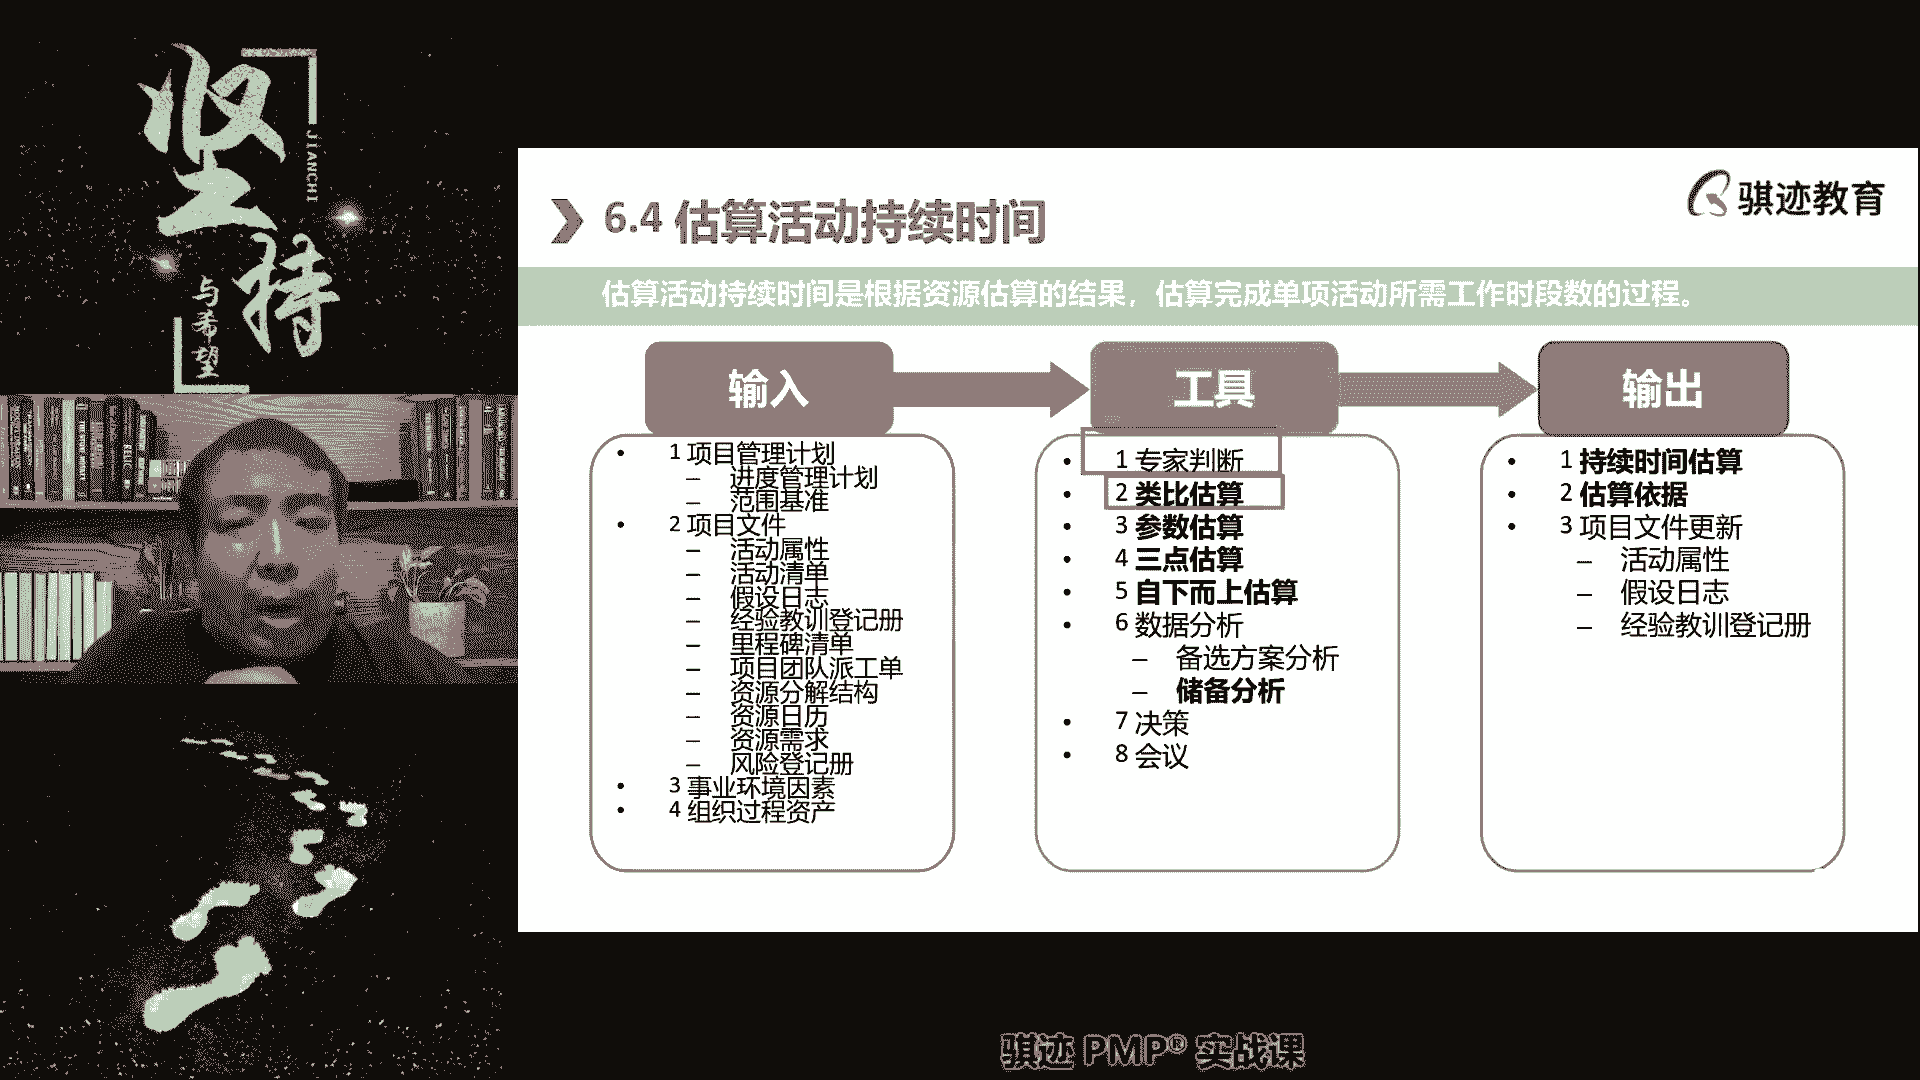 坚持
JIANCHI
与希望
骐迹教育
6.4 估算活动持续时间
估算活动持续时间是根据资源估算的结果，估算完成单项活动所需工作时段数的过程。
输入
• 1 项目管理计划
– 进度管理计划
– 范围基准
• 2 项目文件
– 活动属性
– 活动清单
– 假设日志
– 经验教训登记册
– 里程碑清单
– 项目团队派工单
– 资源分解结构
– 资源日历
– 资源需求
– 风险登记册
• 3 事业环境因素
• 4 组织过程资产
工具
• 1 专家判断
• 2 类比估算
• 3 参数估算
• 4 三点估算
• 5 自下而上估算
• 6 数据分析
– 备选方案分析
– 储备分析
• 7 决策
• 8 会议
输出
• 1 持续时间估算
• 2 估算依据
• 3 项目文件更新
– 活动属性
– 假设日志
– 经验教训登记册
骐迹 PMP® 实战课